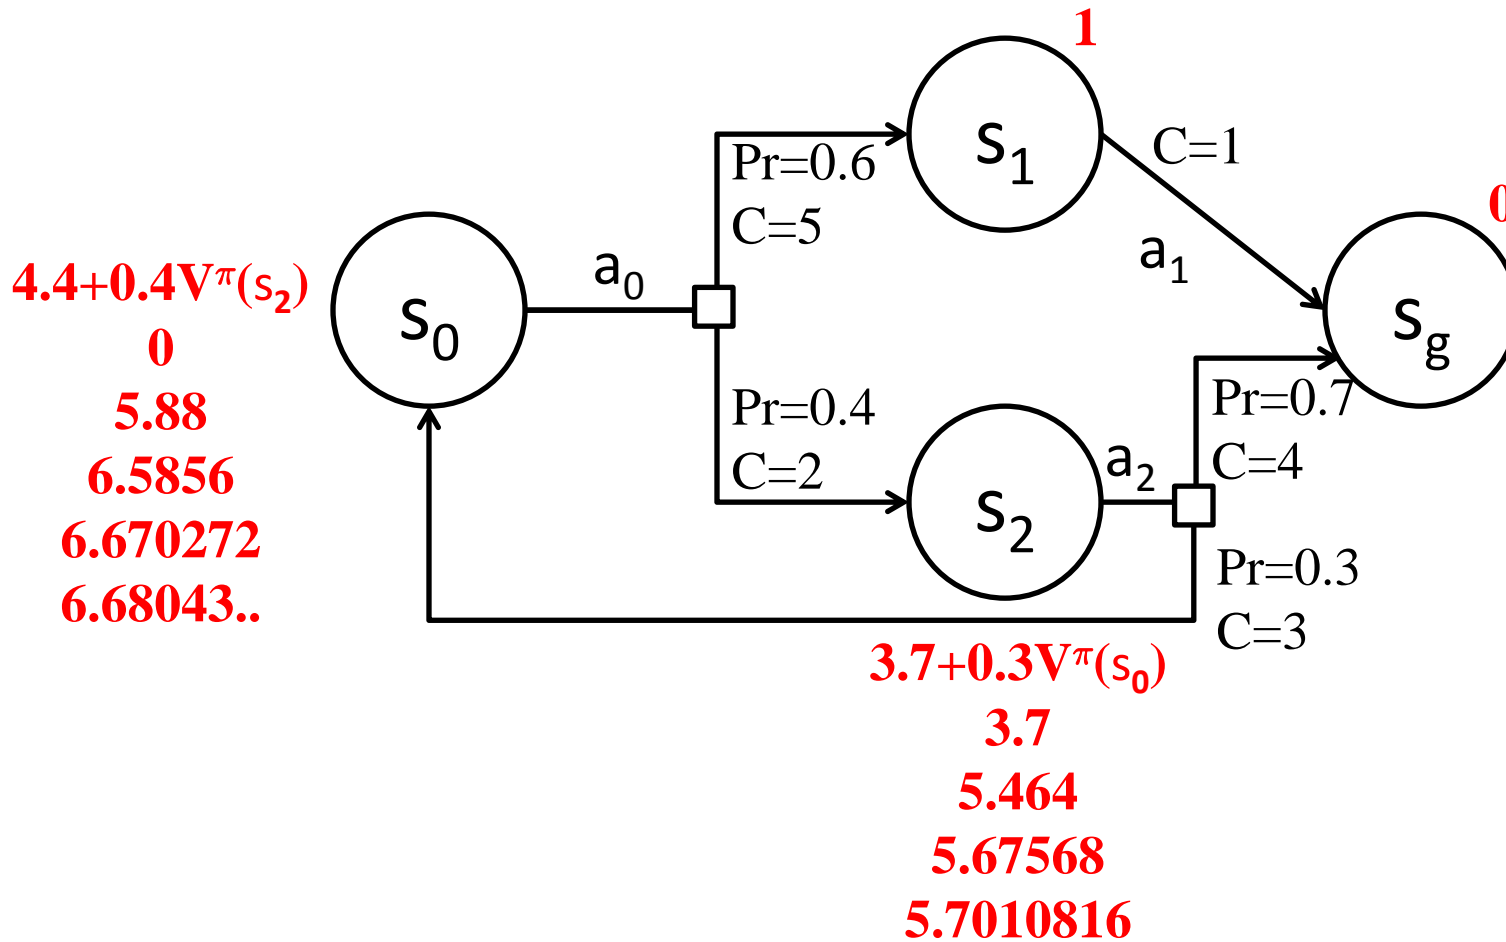 1
s1
Pr=0.6
C=1
C=5
0
a0
a1
4.4+0.4Vπ(s2)
s0
sg
0
5.88
Pr=0.4
Pr=0.7
6.5856
C=2
a2
C=4
s2
6.670272
Pr=0.3
6.68043..
C=3
3.7+0.3Vπ(s0)
3.7
5.464
5.67568
5.7010816